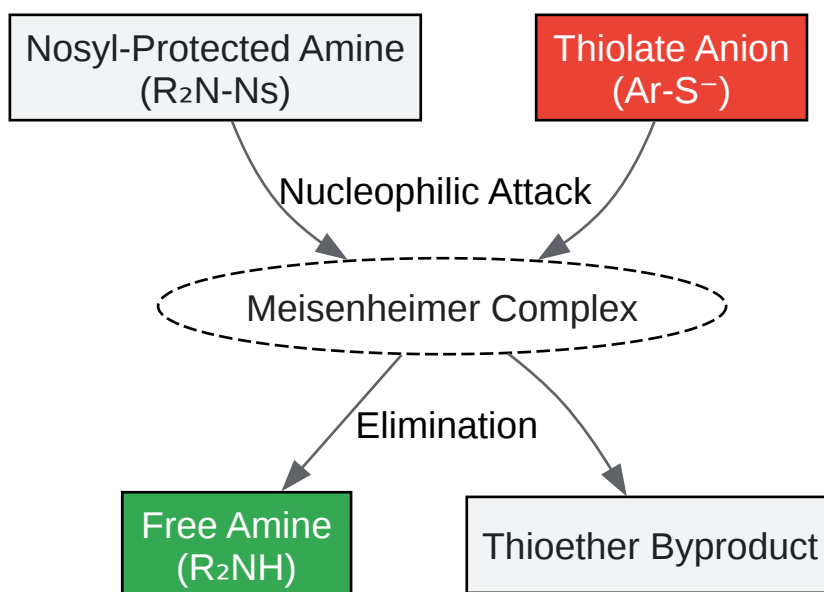 Nosyl-Protected Amine
(R₂N-Ns)
Thiolate Anion
(Ar-S⁻)
Nucleophilic Attack
Meisenheimer Complex
Elimination
Free Amine
(R₂NH)
Thioether Byproduct